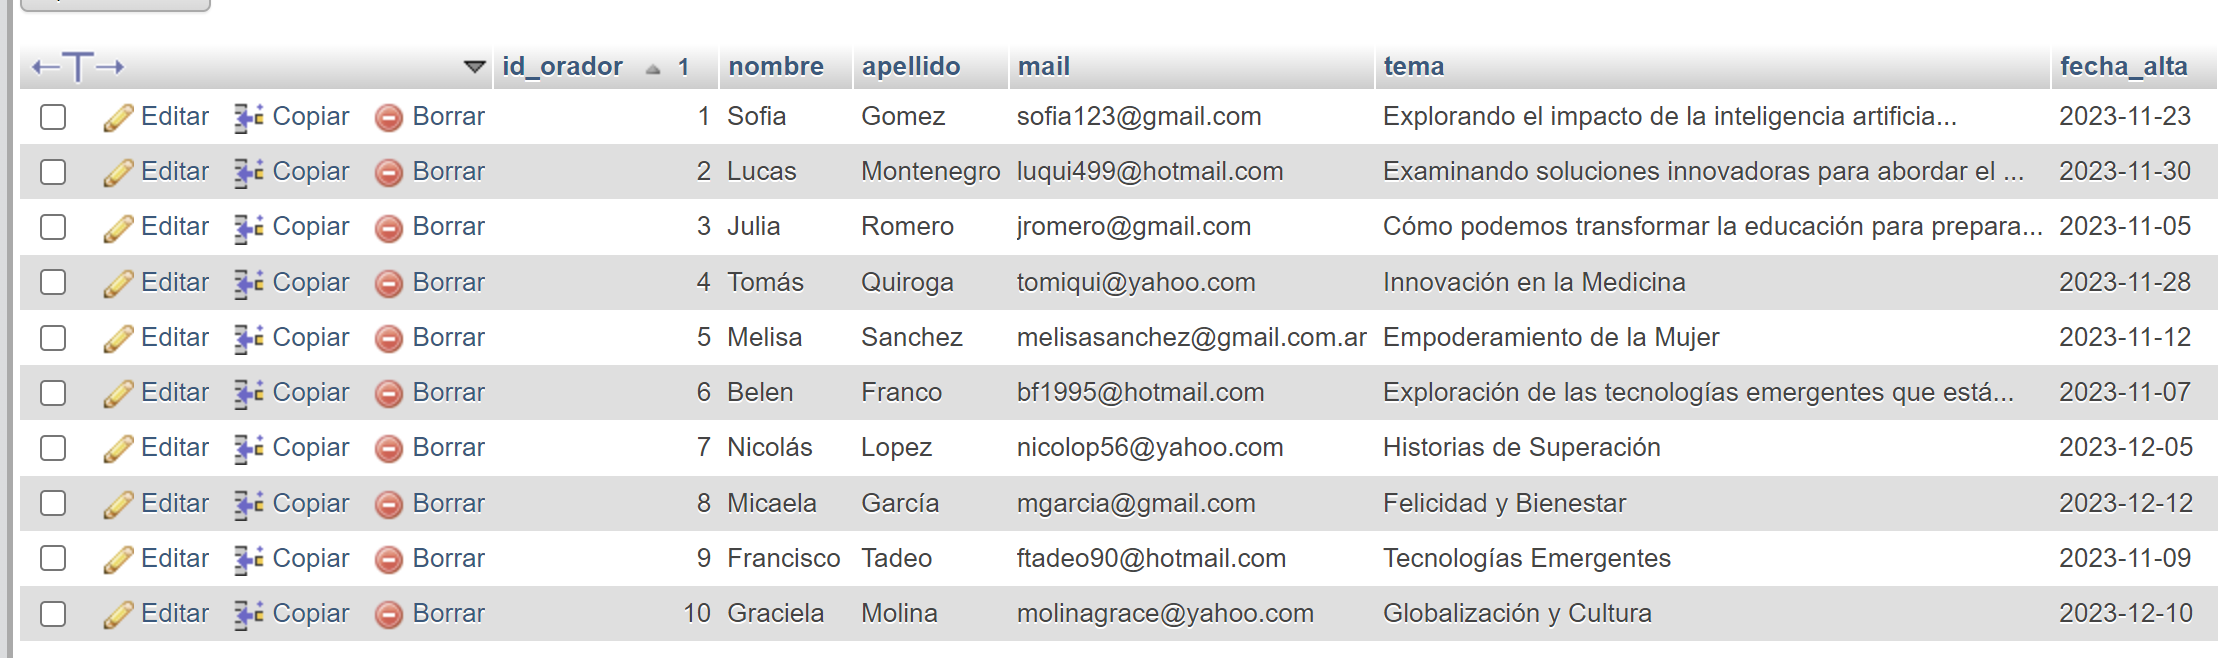 id_orador 1 nombre apellido mail tema fecha_alta
Editar Copiar Borrar 1 Sofia Gomez sofia123@gmail.com Explorando el impacto de la inteligencia artificia... 2023-11-23
Editar Copiar Borrar 2 Lucas Montenegro luqui499@hotmail.com Examinando soluciones innovadoras para abordar el ... 2023-11-30
Editar Copiar Borrar 3 Julia Romero jromero@gmail.com Cómo podemos transformar la educación para prepara... 2023-11-05
Editar Copiar Borrar 4 Tomás Quiroga tomiqui@yahoo.com Innovación en la Medicina 2023-11-28
Editar Copiar Borrar 5 Melisa Sanchez melisasanchez@gmail.com.ar Empoderamiento de la Mujer 2023-11-12
Editar Copiar Borrar 6 Belen Franco bf1995@hotmail.com Exploración de las tecnologías emergentes que está... 2023-11-07
Editar Copiar Borrar 7 Nicolás Lopez nicolop56@yahoo.com Historias de Superación 2023-12-05
Editar Copiar Borrar 8 Micaela García mgarcia@gmail.com Felicidad y Bienestar 2023-12-12
Editar Copiar Borrar 9 Francisco Tadeo ftadeo90@hotmail.com Tecnologías Emergentes 2023-11-09
Editar Copiar Borrar 10 Graciela Molina molinagrace@yahoo.com Globalización y Cultura 2023-12-10